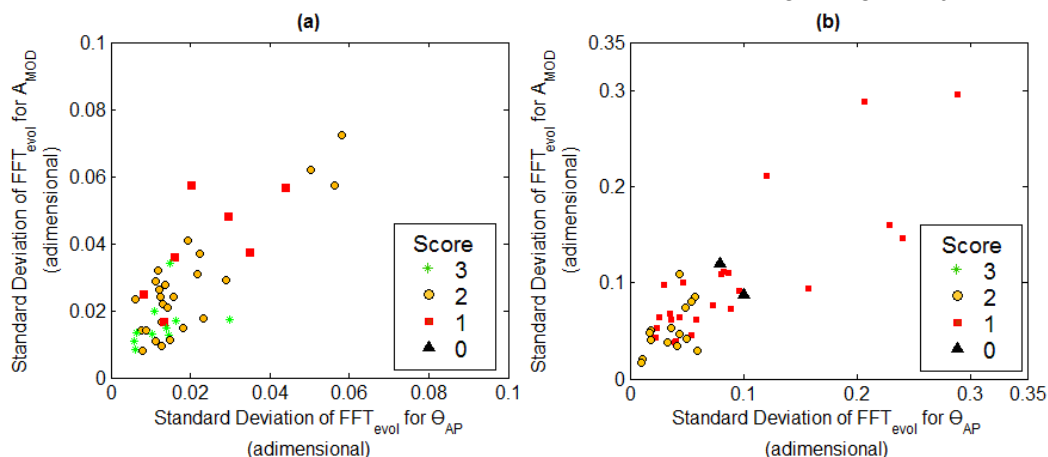 (a)
Standard Deviation of FFTevol for AMOD
(adimensional)
0.1
0.08
0.06
0.04
0.02
0
0
0.02
0.04
0.06
0.08
0.1
Score
3
2
1
0
Standard Deviation of FFTevol for ΘAP
(adimensional)
(b)
Standard Deviation of FFTevol for AMOD
(adimensional)
0.35
0.3
0.2
0.1
0
0
0.1
0.2
0.3
0.35
Score
3
2
1
0
Standard Deviation of FFTevol for ΘAP
(adimensional)